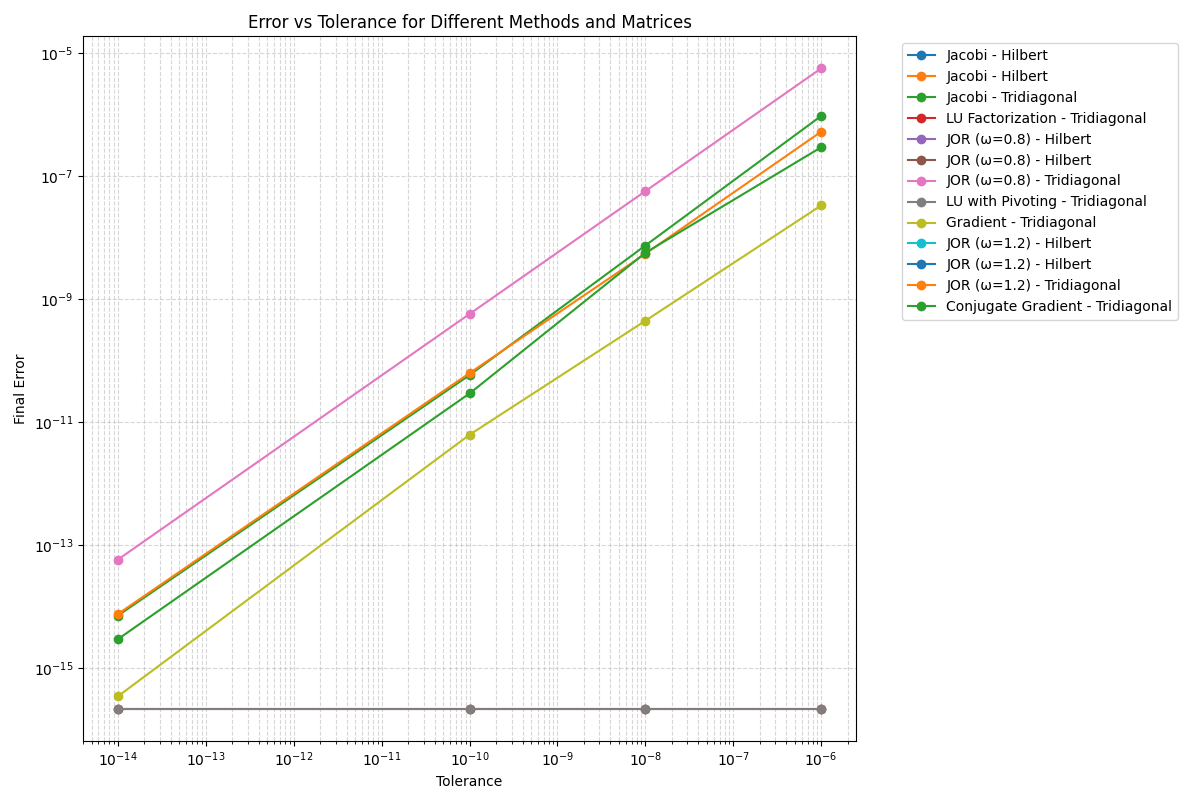 Error vs Tolerance for Different Methods and Matrices
Final Error
10⁻⁵
10⁻⁷
10⁻⁹
10⁻¹¹
10⁻¹³
10⁻¹⁵
10⁻¹⁴
10⁻¹³
10⁻¹²
10⁻¹¹
10⁻¹⁰
10⁻⁹
10⁻⁸
10⁻⁷
10⁻⁶
Tolerance
Jacobi - Hilbert
Jacobi - Hilbert
Jacobi - Tridiagonal
LU Factorization - Tridiagonal
JOR (ω=0.8) - Hilbert
JOR (ω=0.8) - Hilbert
JOR (ω=0.8) - Tridiagonal
LU with Pivoting - Tridiagonal
Gradient - Tridiagonal
JOR (ω=1.2) - Hilbert
JOR (ω=1.2) - Hilbert
JOR (ω=1.2) - Tridiagonal
Conjugate Gradient - Tridiagonal